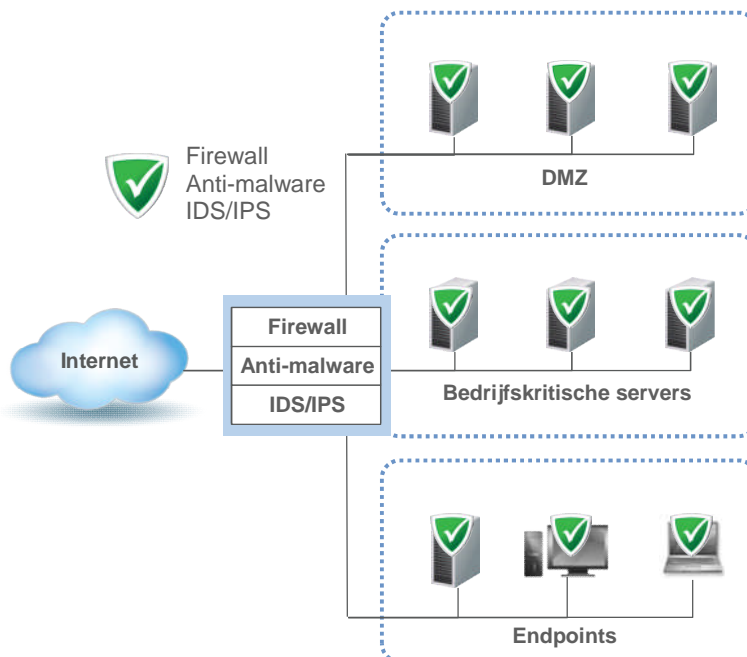 Firewall
Anti-malware
IDS/IPS
DMZ
Internet
Firewall
Anti-malware
IDS/IPS
Bedrijfskritische servers
Endpoints